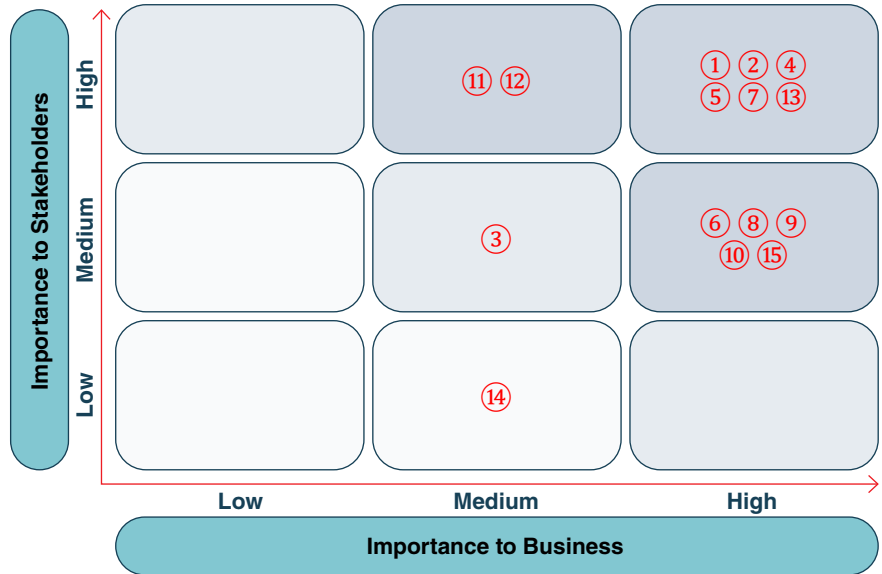 Importance to Stakeholders
High
Medium
Low
⑪ ⑫
① ② ④
⑤ ⑦ ⑬
③
⑥ ⑧ ⑨
⑩ ⑮
⑭
Low
Medium
High
Importance to Business